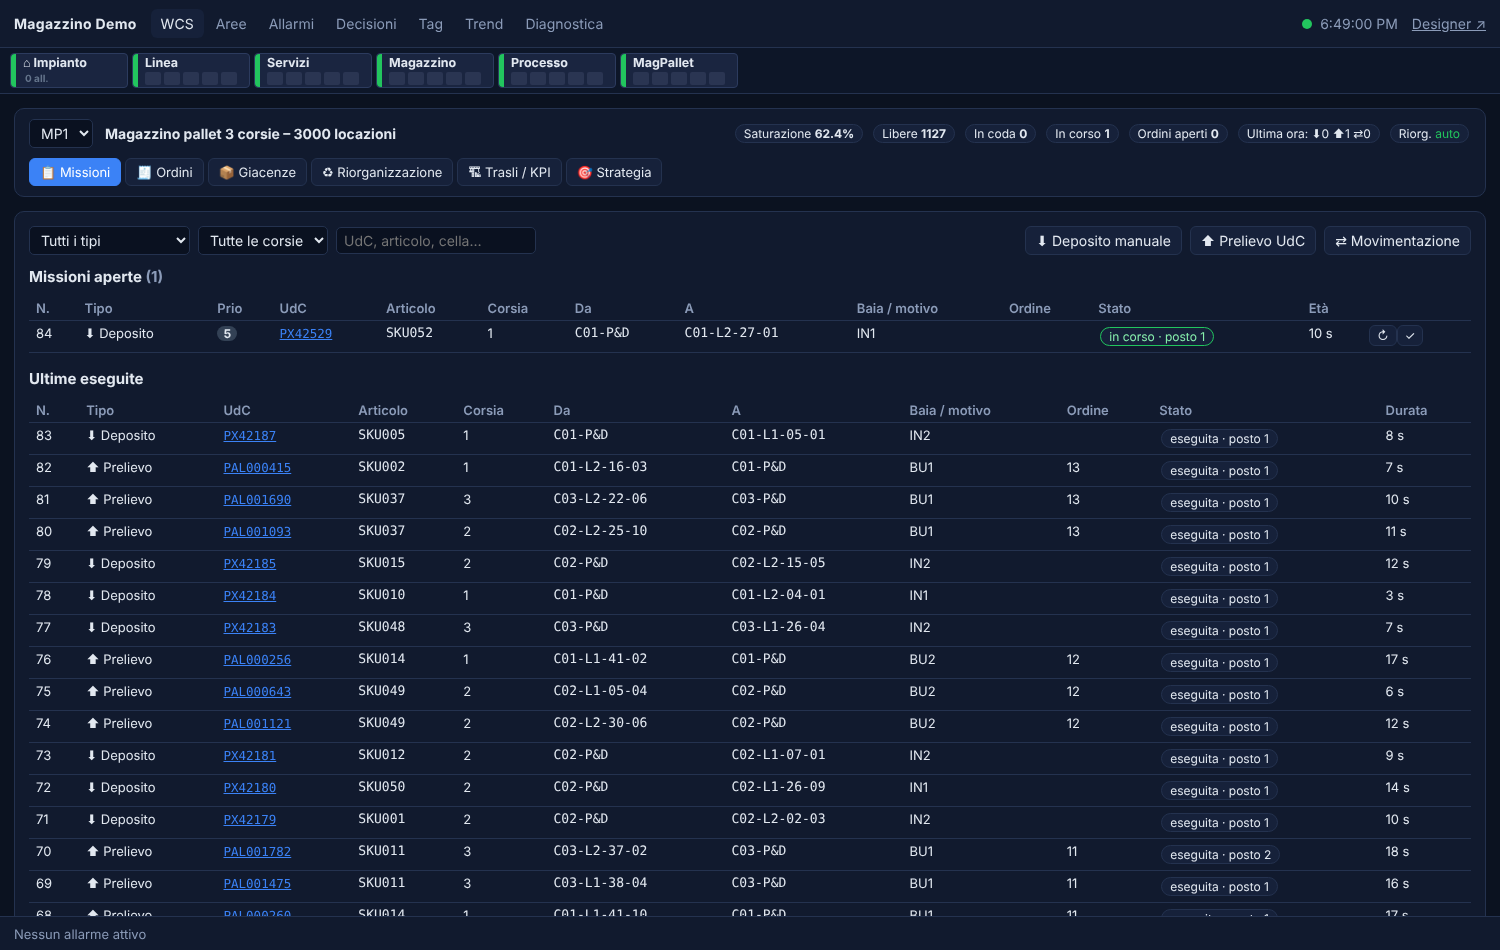 Magazzino Demo WCS Aree Allarmi Decisioni Tag Trend Diagnostica 6:49:00 PM Designer ↗
⌂ Impianto Linea Servizi Magazzino Processo MagPallet
0 all.
MP1 Magazzino pallet 3 corsie – 3000 locazioni Saturazione 62.4% Libere 1127 In coda 0 In corso 1 Ordini aperti 0 Ultima ora: ⬇0 ⬆1 ⇄0 Riorg. auto
📋 Missioni 🧾 Ordini 📦 Giacenze ♻ Riorganizzazione 🏗 Trasli / KPI 🎯 Strategia
Tutti i tipi Tutte le corsie UdC, articolo, cella... ⬇ Deposito manuale ⬆ Prelievo UdC ⇄ Movimentazione
Missioni aperte (1)
N. Tipo Prio UdC Articolo Corsia Da A Baia / motivo Ordine Stato Età
84 ⬇ Deposito 5 PX42529 SKU052 1 C01-P&D C01-L2-27-01 IN1 in corso · posto 1 10 s ↻ ✓
Ultime eseguite
N. Tipo UdC Articolo Corsia Da A Baia / motivo Ordine Stato Durata
83 ⬇ Deposito PX42187 SKU005 1 C01-P&D C01-L1-05-01 IN2 eseguita · posto 1 8 s
82 ⬆ Prelievo PAL000415 SKU002 1 C01-L2-16-03 C01-P&D BU1 13 eseguita · posto 1 7 s
81 ⬆ Prelievo PAL001690 SKU037 3 C03-L2-22-06 C03-P&D BU1 13 eseguita · posto 1 10 s
80 ⬆ Prelievo PAL001093 SKU037 2 C02-L2-25-10 C02-P&D BU1 13 eseguita · posto 1 11 s
79 ⬇ Deposito PX42185 SKU015 2 C02-P&D C02-L2-15-05 IN2 eseguita · posto 1 12 s
78 ⬇ Deposito PX42184 SKU010 1 C01-P&D C01-L2-04-01 IN1 eseguita · posto 1 3 s
77 ⬇ Deposito PX42183 SKU048 3 C03-P&D C03-L1-26-04 IN2 eseguita · posto 1 7 s
76 ⬆ Prelievo PAL000256 SKU014 1 C01-L1-41-02 C01-P&D BU2 12 eseguita · posto 1 17 s
75 ⬆ Prelievo PAL000643 SKU049 2 C02-L1-05-04 C02-P&D BU2 12 eseguita · posto 1 6 s
74 ⬆ Prelievo PAL001121 SKU049 2 C02-L2-30-06 C02-P&D BU2 12 eseguita · posto 1 12 s
73 ⬇ Deposito PX42181 SKU012 2 C02-P&D C02-L1-07-01 IN2 eseguita · posto 1 9 s
72 ⬇ Deposito PX42180 SKU050 2 C02-P&D C02-L1-26-09 IN1 eseguita · posto 1 14 s
71 ⬇ Deposito PX42179 SKU001 2 C02-P&D C02-L2-02-03 IN2 eseguita · posto 1 10 s
70 ⬆ Prelievo PAL001782 SKU011 3 C03-L2-37-02 C03-P&D BU1 11 eseguita · posto 2 18 s
69 ⬆ Prelievo PAL001475 SKU011 3 C03-L1-38-04 C03-P&D BU1 11 eseguita · posto 1 16 s
68 ⬆ Prelievo PAL000260 SKU014 1 C01-L1-41-10 C01-P&D BU1 11 eseguita · posto 1 17 s
Nessun allarme attivo